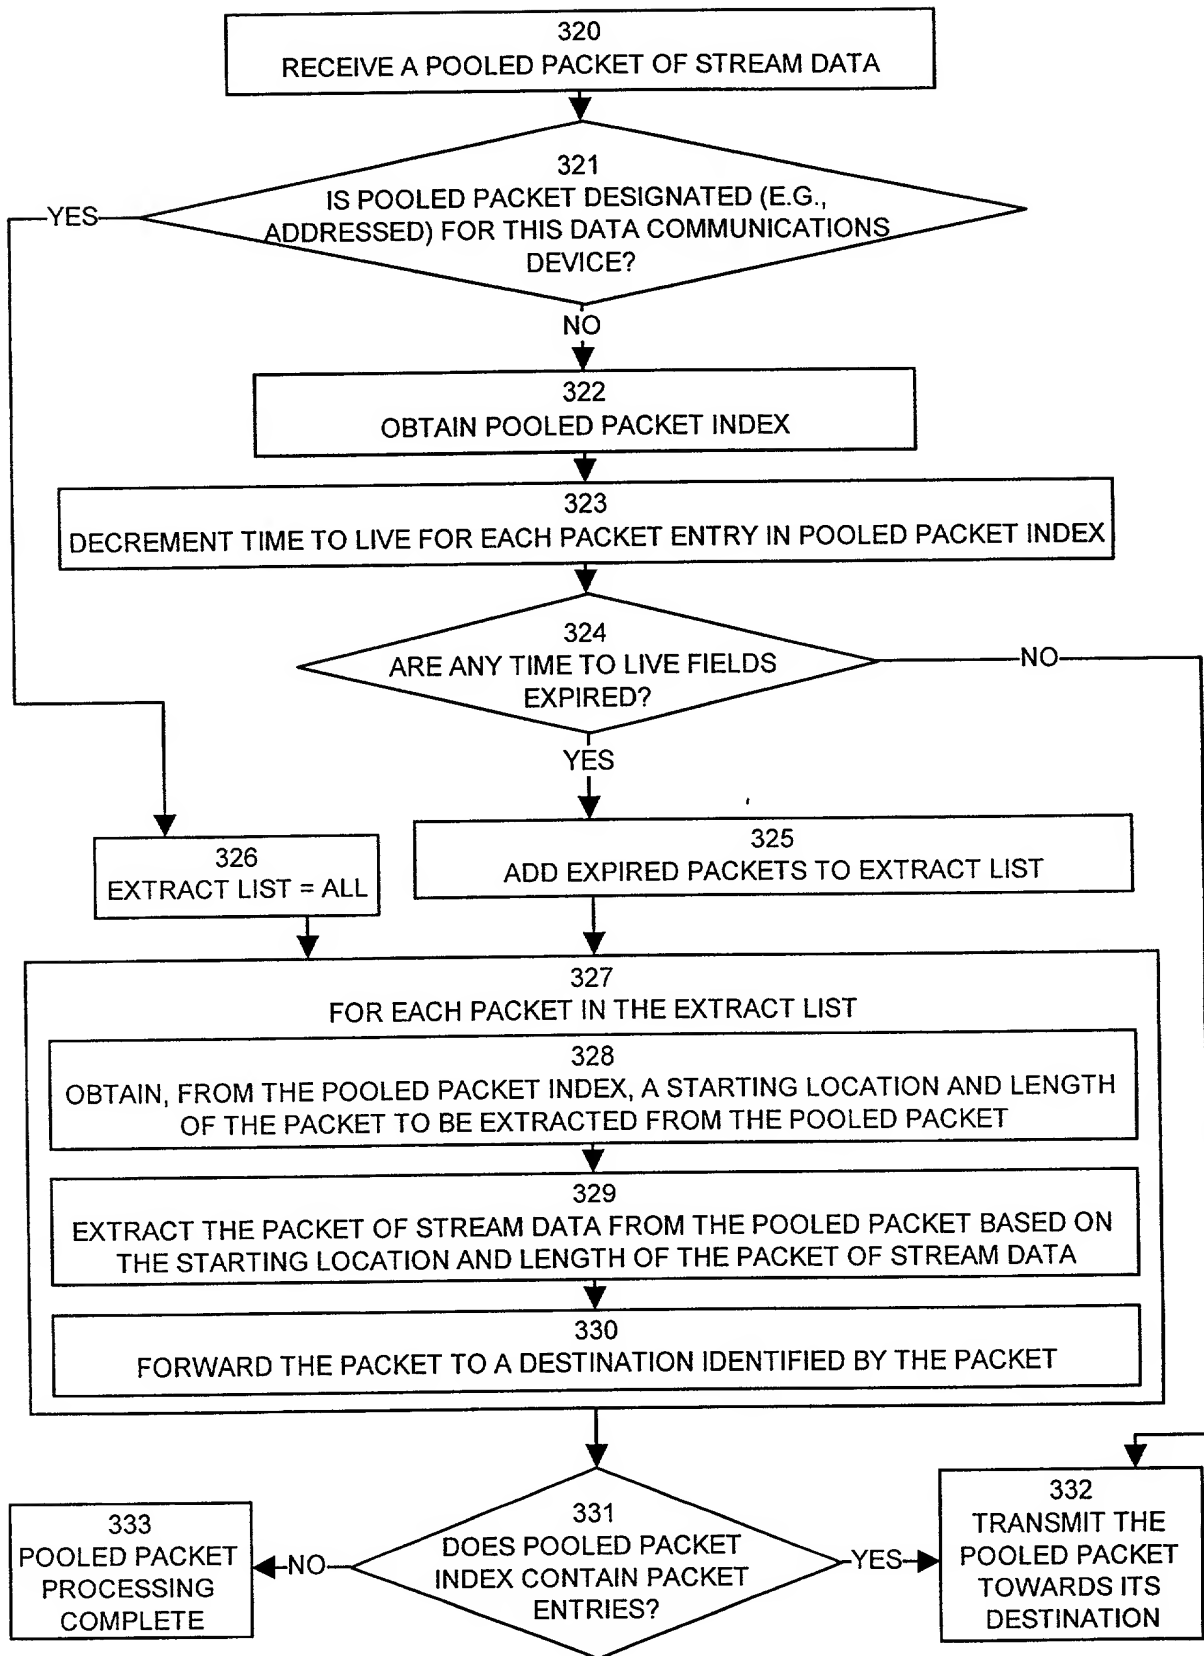 320
RECEIVE A POOLED PACKET OF STREAM DATA
321
IS POOLED PACKET DESIGNATED (E.G.,
ADDRESSED) FOR THIS DATA COMMUNICATIONS
DEVICE?
YES
NO
322
OBTAIN POOLED PACKET INDEX
323
DECREMENT TIME TO LIVE FOR EACH PACKET ENTRY IN POOLED PACKET INDEX
324
ARE ANY TIME TO LIVE FIELDS
EXPIRED?
NO
YES
325
ADD EXPIRED PACKETS TO EXTRACT LIST
326
EXTRACT LIST = ALL
327
FOR EACH PACKET IN THE EXTRACT LIST
328
OBTAIN, FROM THE POOLED PACKET INDEX, A STARTING LOCATION AND LENGTH
OF THE PACKET TO BE EXTRACTED FROM THE POOLED PACKET
329
EXTRACT THE PACKET OF STREAM DATA FROM THE POOLED PACKET BASED ON
THE STARTING LOCATION AND LENGTH OF THE PACKET OF STREAM DATA
330
FORWARD THE PACKET TO A DESTINATION IDENTIFIED BY THE PACKET
331
DOES POOLED PACKET
INDEX CONTAIN PACKET
ENTRIES?
NO
YES
333
POOLED PACKET
PROCESSING
COMPLETE
332
TRANSMIT THE
POOLED PACKET
TOWARDS ITS
DESTINATION